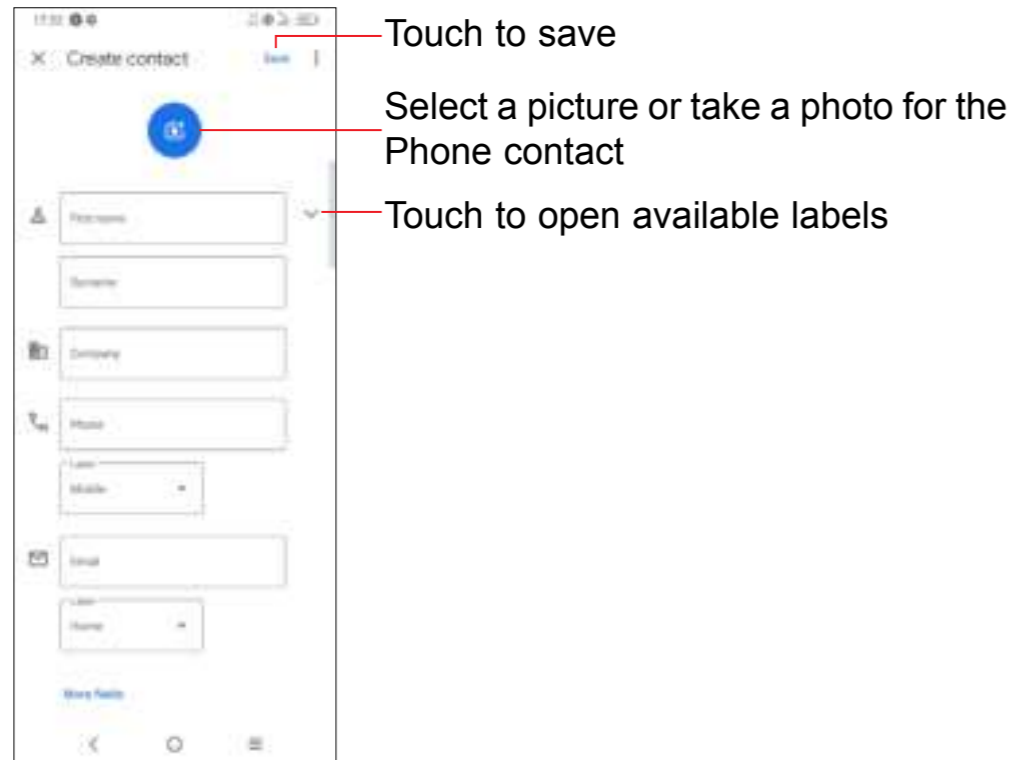 Touch to save
Create contact
Save
Select a picture or take a photo for the
Phone contact
Touch to open available labels
First name
Surname
Company
Phone
Label
Mobile
Email
Label
Home
More fields